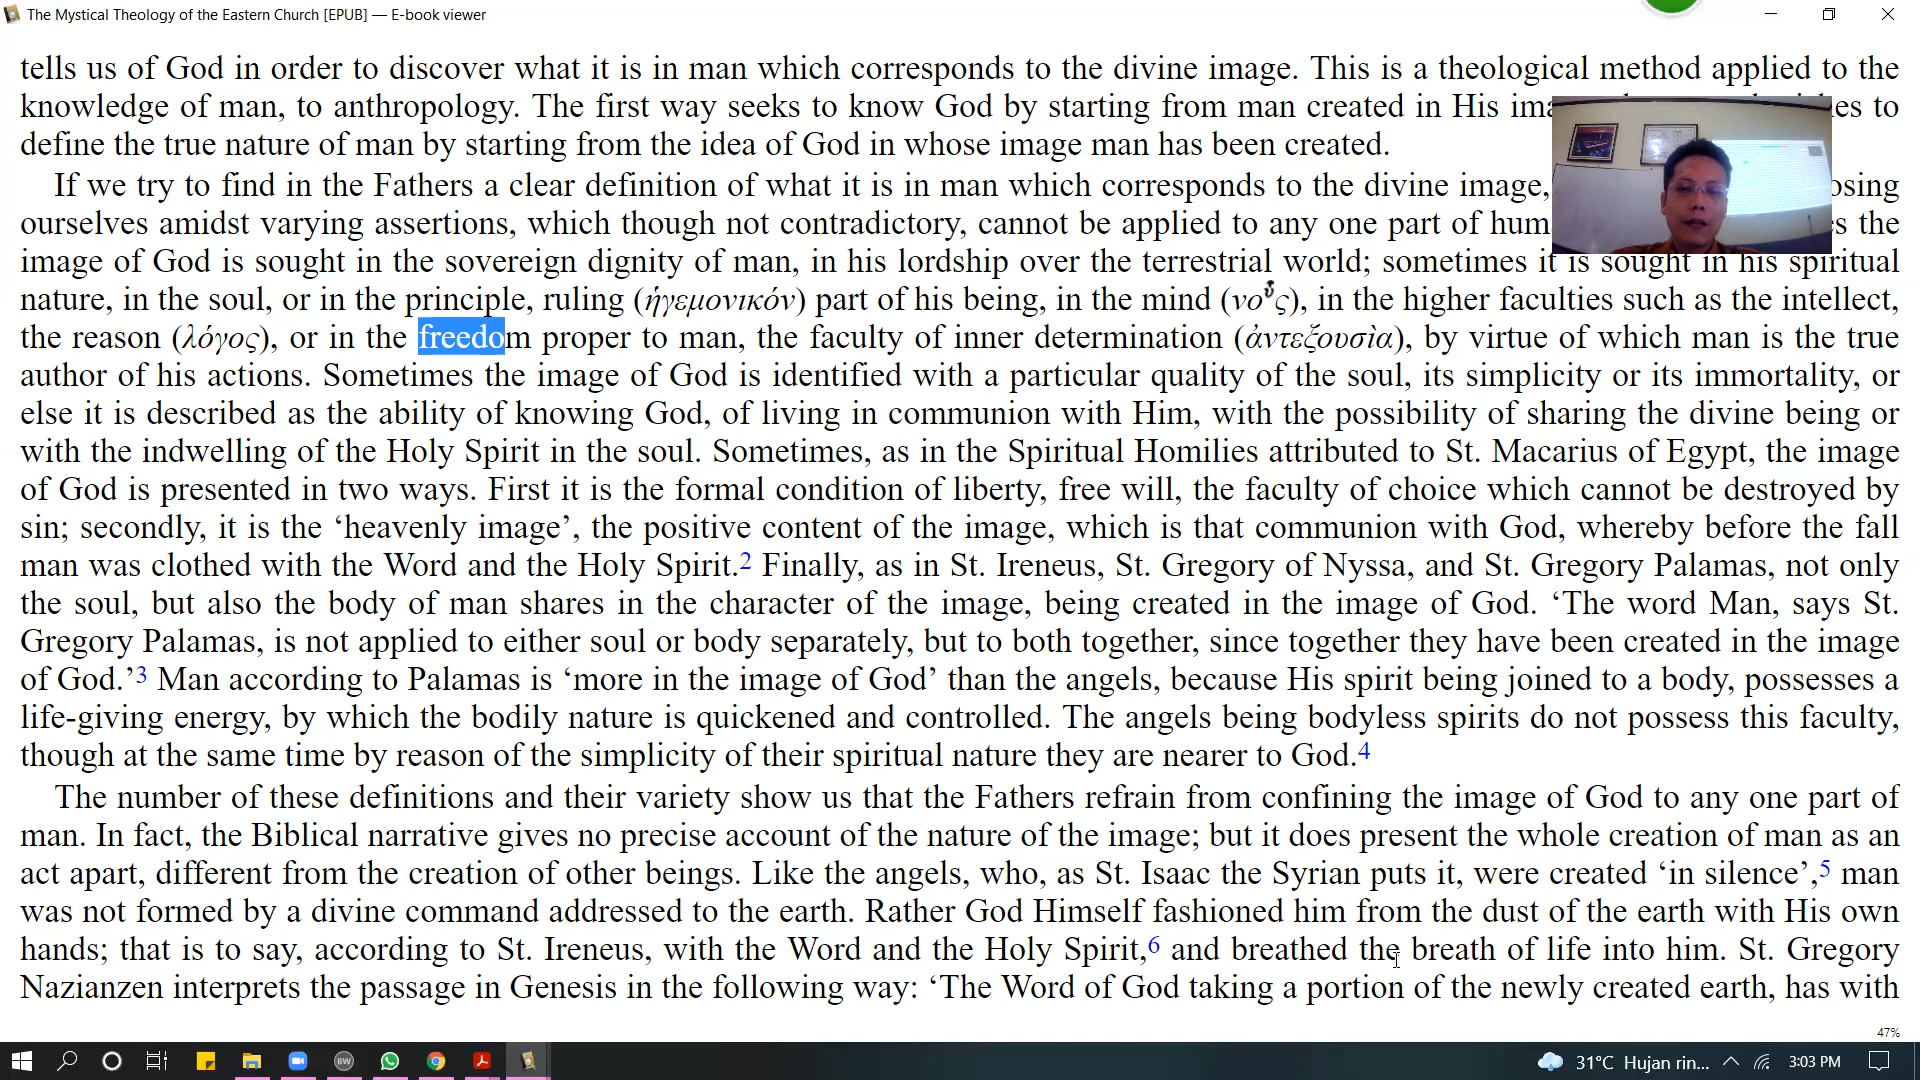 The Mystical Theology of the Eastern Church [EPUB] — E-book viewer
tells us of God in order to discover what it is in man which corresponds to the divine image. This is a theological method applied to the
knowledge of man, to anthropology. The first way seeks to know God by starting from man created in His
es to
define the true nature of man by starting from the idea of God in whose image man has been created.
If we try to find in the Fathers a clear definition of what it is in man which corresponds to the divine image,
osing
ourselves amidst varying assertions, which though not contradictory, cannot be applied to any one part of
the
image of God is sought in the sovereign dignity of man, in his lordship over the terrestrial world; sometimes it is sought in his spiritual
nature, in the soul, or in the principle, ruling (ἡγεμονικόν) part of his being, in the mind (νοῦς), in the higher faculties such as the intellect,
the reason (λόγος), or in the freedom proper to man, the faculty of inner determination (ἀντεξουσὶα), by virtue of which man is the true
author of his actions. Sometimes the image of God is identified with a particular quality of the soul, its simplicity or its immortality, or
else it is described as the ability of knowing God, of living in communion with Him, with the possibility of sharing the divine being or
with the indwelling of the Holy Spirit in the soul. Sometimes, as in the Spiritual Homilies attributed to St. Macarius of Egypt, the image
of God is presented in two ways. First it is the formal condition of liberty, free will, the faculty of choice which cannot be destroyed by
sin; secondly, it is the ‘heavenly image’, the positive content of the image, which is that communion with God, whereby before the fall
man was clothed with the Word and the Holy Spirit.2 Finally, as in St. Ireneus, St. Gregory of Nyssa, and St. Gregory Palamas, not only
the soul, but also the body of man shares in the character of the image, being created in the image of God. ‘The word Man, says St.
Gregory Palamas, is not applied to either soul or body separately, but to both together, since together they have been created in the image
of God.’3 Man according to Palamas is ‘more in the image of God’ than the angels, because His spirit being joined to a body, possesses a
life-giving energy, by which the bodily nature is quickened and controlled. The angels being bodyless spirits do not possess this faculty,
though at the same time by reason of the simplicity of their spiritual nature they are nearer to God.4
The number of these definitions and their variety show us that the Fathers refrain from confining the image of God to any one part of
man. In fact, the Biblical narrative gives no precise account of the nature of the image; but it does present the whole creation of man as an
act apart, different from the creation of other beings. Like the angels, who, as St. Isaac the Syrian puts it, were created ‘in silence’,5 man
was not formed by a divine command addressed to the earth. Rather God Himself fashioned him from the dust of the earth with His own
hands; that is to say, according to St. Ireneus, with the Word and the Holy Spirit,6 and breathed the breath of life into him. St. Gregory
Nazianzen interprets the passage in Genesis in the following way: ‘The Word of God taking a portion of the newly created earth, has with
47%
BW
31°C Hujan rin...
3:03 PM